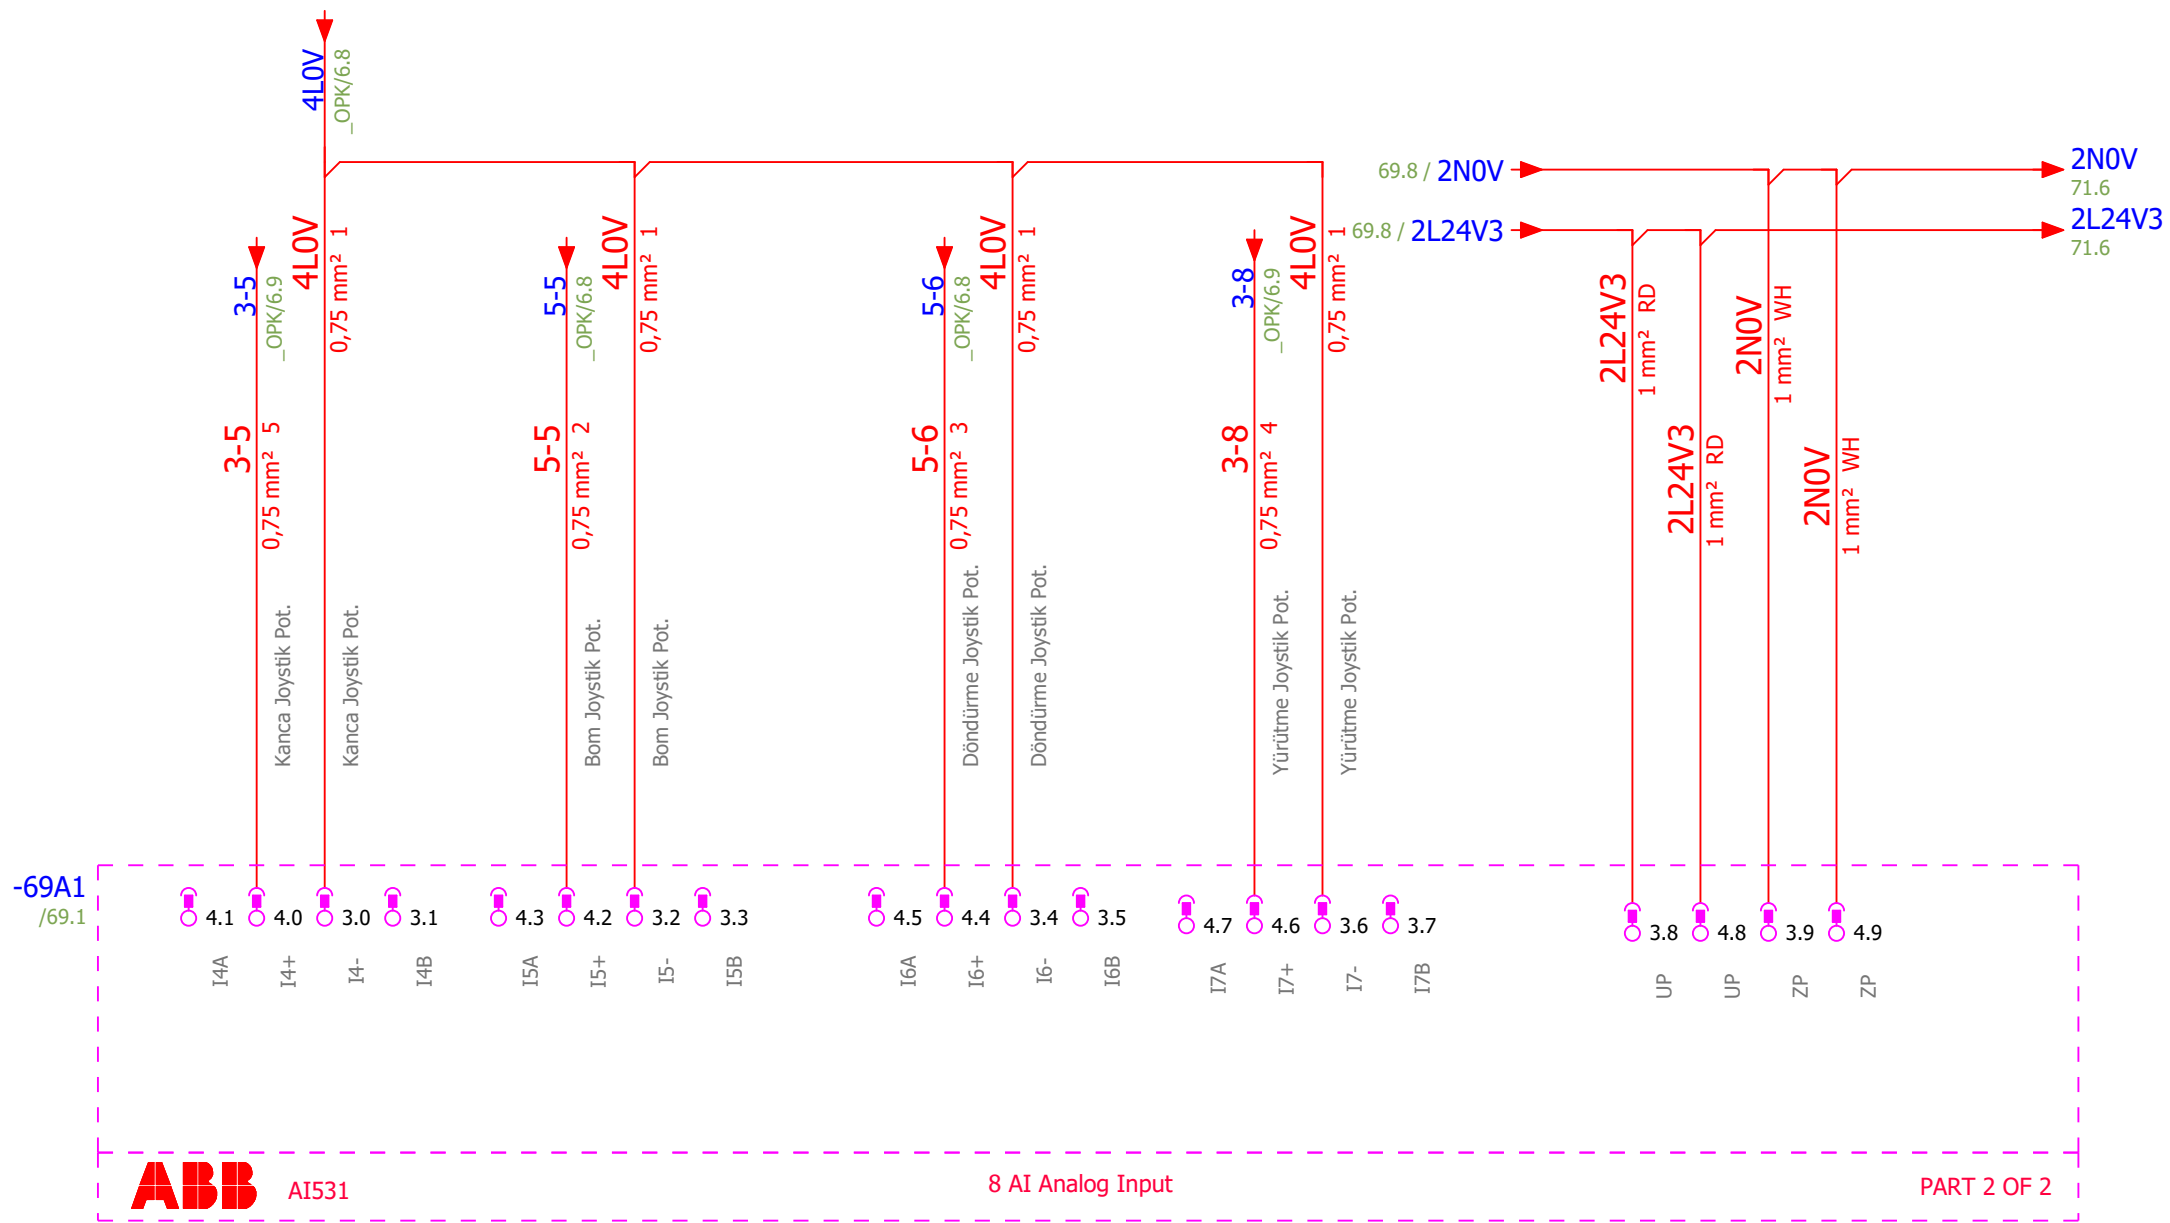 4L0V
_OPK/6.8
69.8 / 2N0V
2N0V
71.6
69.8 / 2L24V3
2L24V3
71.6
3-5
_OPK/6.9
4L0V
0,75 mm² 1
5-5
_OPK/6.8
4L0V
0,75 mm² 1
5-6
_OPK/6.8
4L0V
0,75 mm² 1
3-8
_OPK/6.9
4L0V
0,75 mm² 1
2L24V3
1 mm² RD
2L24V3
1 mm² RD
2N0V
1 mm² WH
2N0V
1 mm² WH
3-5
0,75 mm² 5
5-5
0,75 mm² 2
5-6
0,75 mm² 3
3-8
0,75 mm² 4
Kanca Joystik Pot.
Kanca Joystik Pot.
Bom Joystik Pot.
Bom Joystik Pot.
Döndürme Joystik Pot.
Döndürme Joystik Pot.
Yürütme Joystik Pot.
Yürütme Joystik Pot.
-69A1
/69.1
4.1 4.0 3.0 3.1 4.3 4.2 3.2 3.3 4.5 4.4 3.4 3.5 4.7 4.6 3.6 3.7 3.8 4.8 3.9 4.9
I4A I4+ I4- I4B I5A I5+ I5- I5B I6A I6+ I6- I6B I7A I7+ I7- I7B UP UP ZP ZP
ABB AI531
8 AI Analog Input
PART 2 OF 2